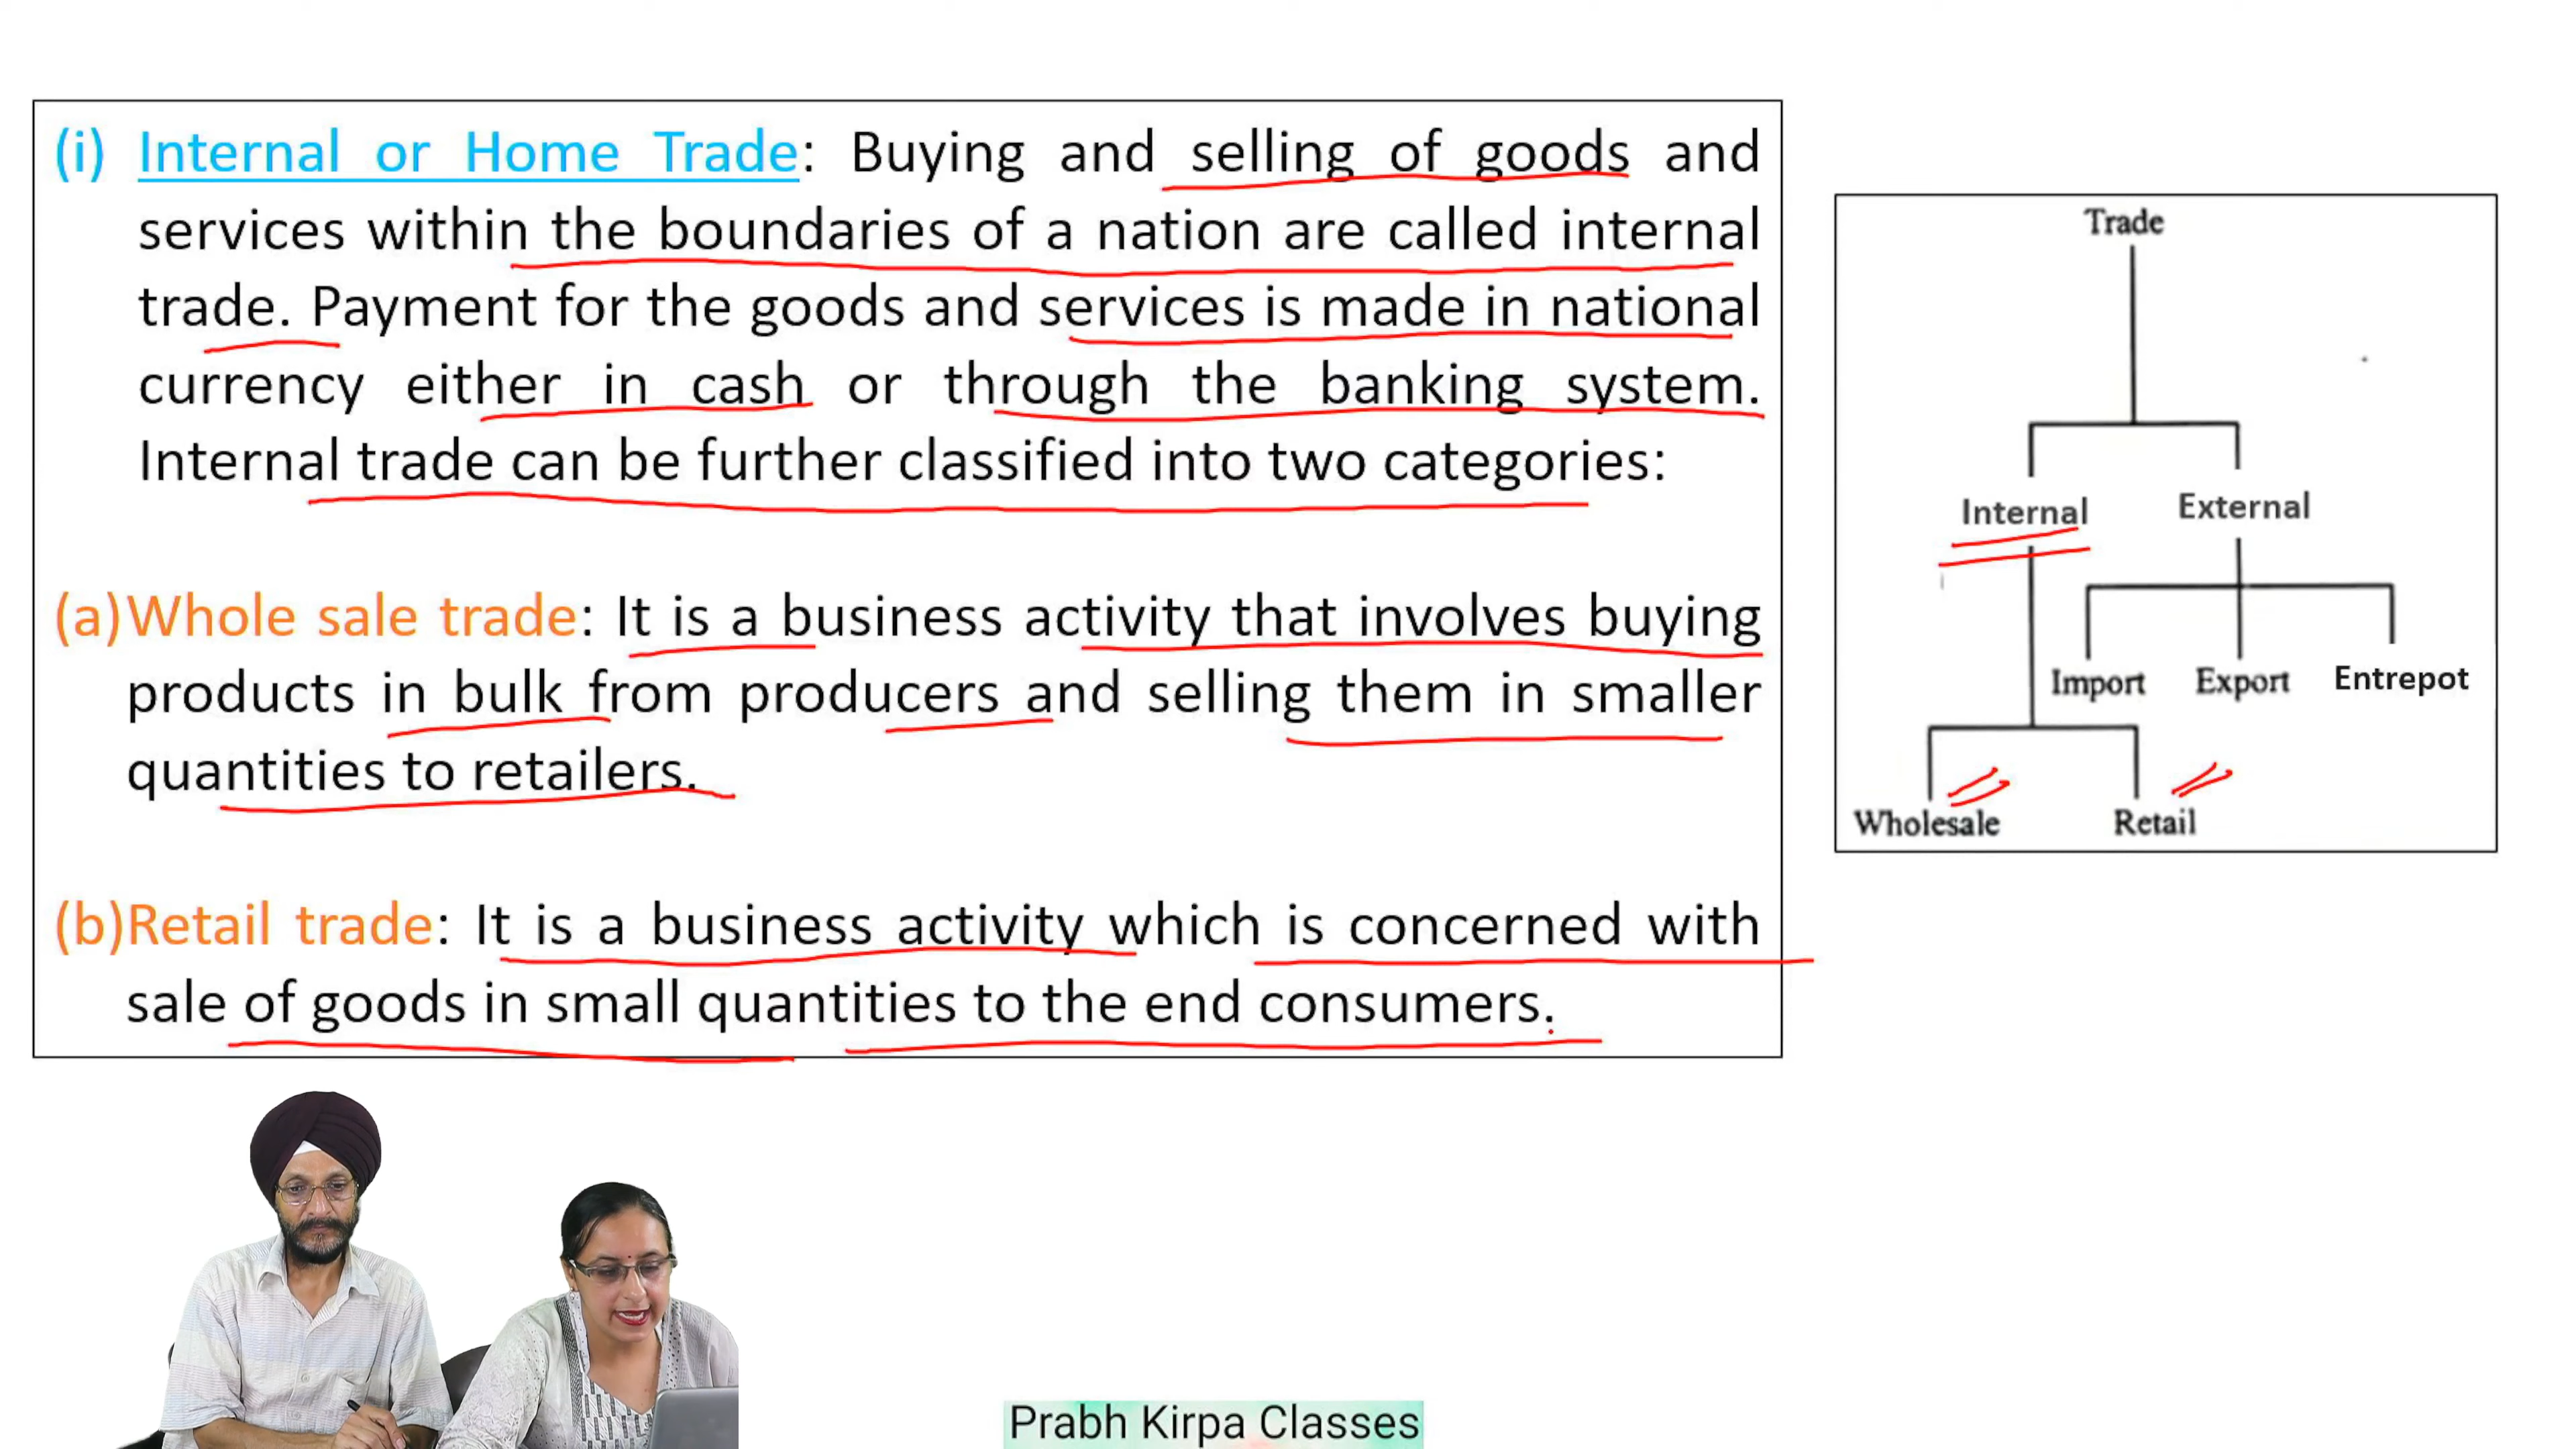 (i) Internal or Home Trade: Buying and selling of goods and
services within the boundaries of a nation are called internal
trade. Payment for the goods and services is made in national
currency either in cash or through the banking system.
Internal trade can be further classified into two categories:
(a)Whole sale trade: It is a business activity that involves buying
products in bulk from producers and selling them in smaller
quantities to retailers.
(b)Retail trade: It is a business activity which is concerned with
sale of goods in small quantities to the end consumers.
Trade
Internal External
Import Export Entrepot
Wholesale Retail
Prabh Kirpa Classes